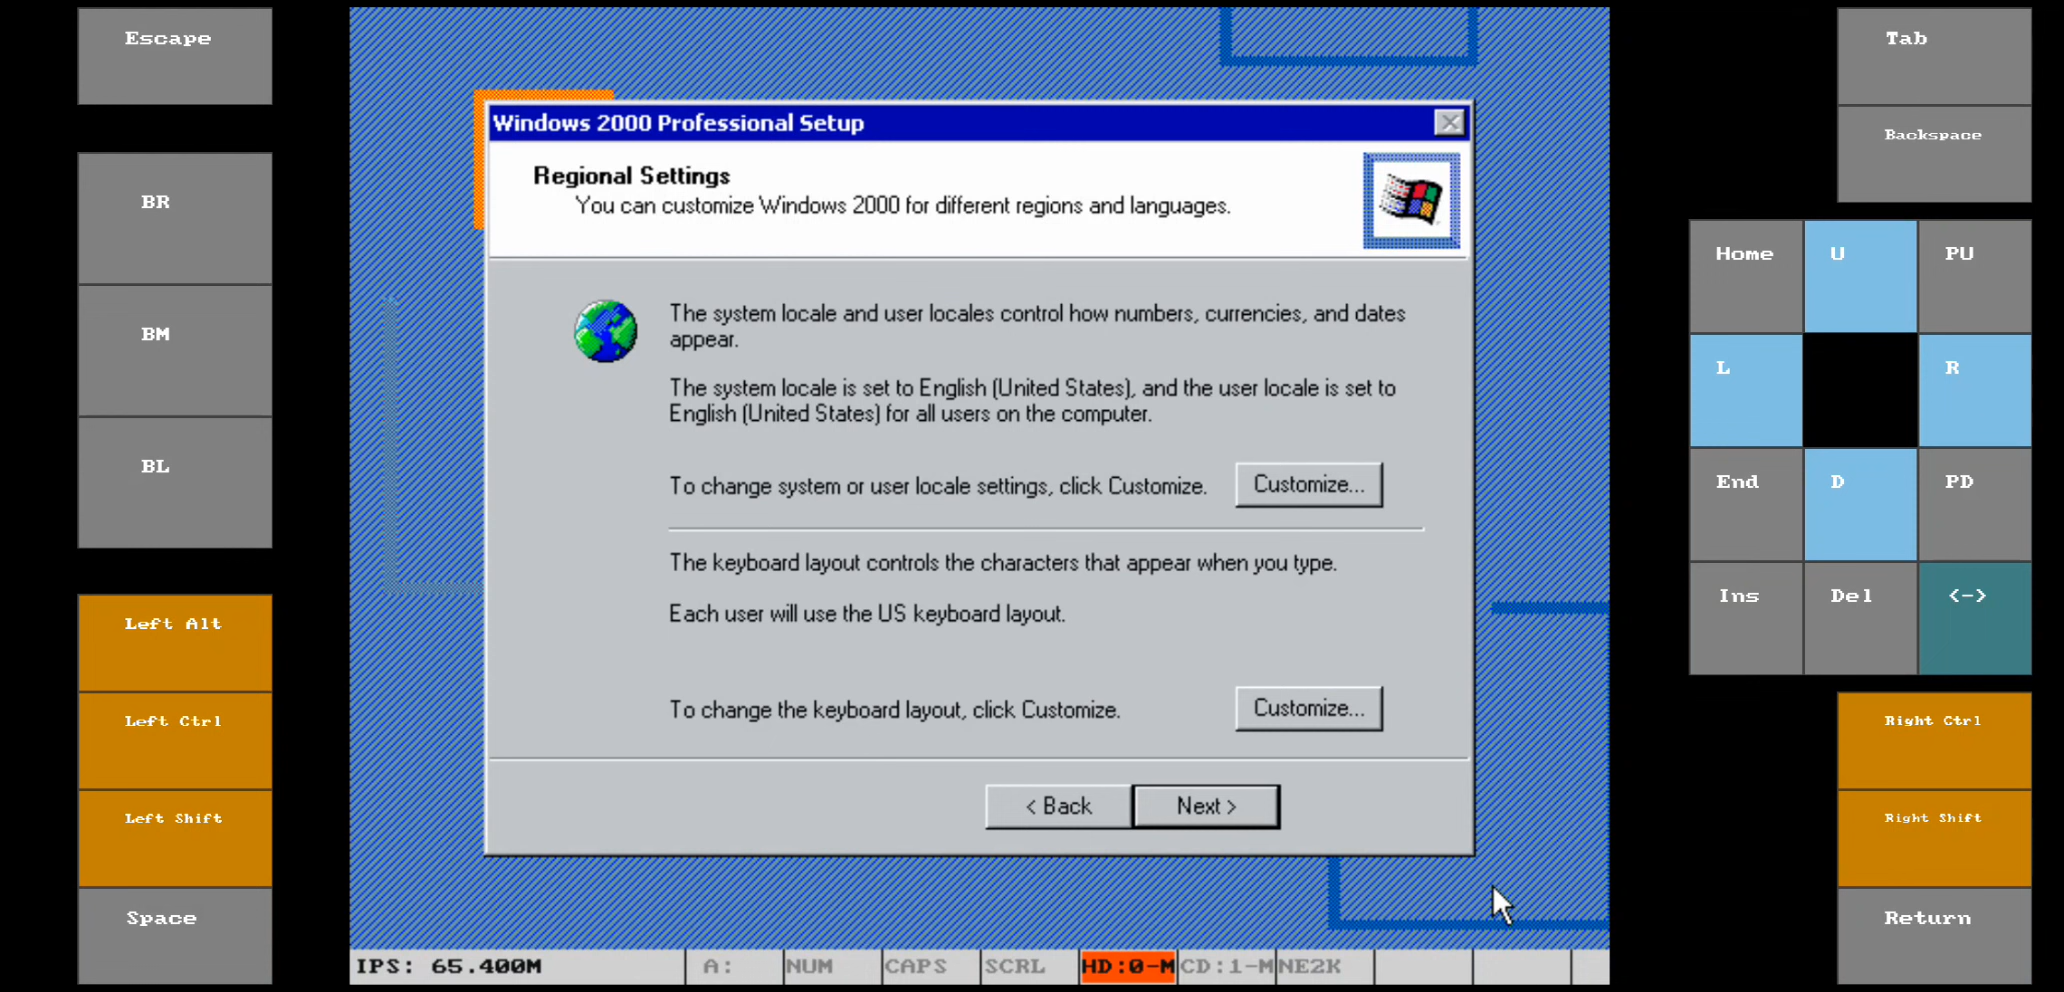 Escape
BR
BM
BL
Left Alt
Left Ctrl
Left Shift
Space
Windows 2000 Professional Setup
Regional Settings
You can customize Windows 2000 for different regions and languages.
The system locale and user locales control how numbers, currencies, and dates
appear.
The system locale is set to English (United States), and the user locale is set to
English (United States) for all users on the computer.
To change system or user locale settings, click Customize.
Customize...
The keyboard layout controls the characters that appear when you type.
Each user will use the US keyboard layout.
To change the keyboard layout, click Customize.
Customize...
< Back
Next >
IPS: 65.400M
A:
NUM
CAPS
SCRL
HD:0-M
CD:1-M
NE2K
Tab
Backspace
Home
U
PU
L
R
End
D
PD
Ins
Del
<->
Right Ctrl
Right Shift
Return